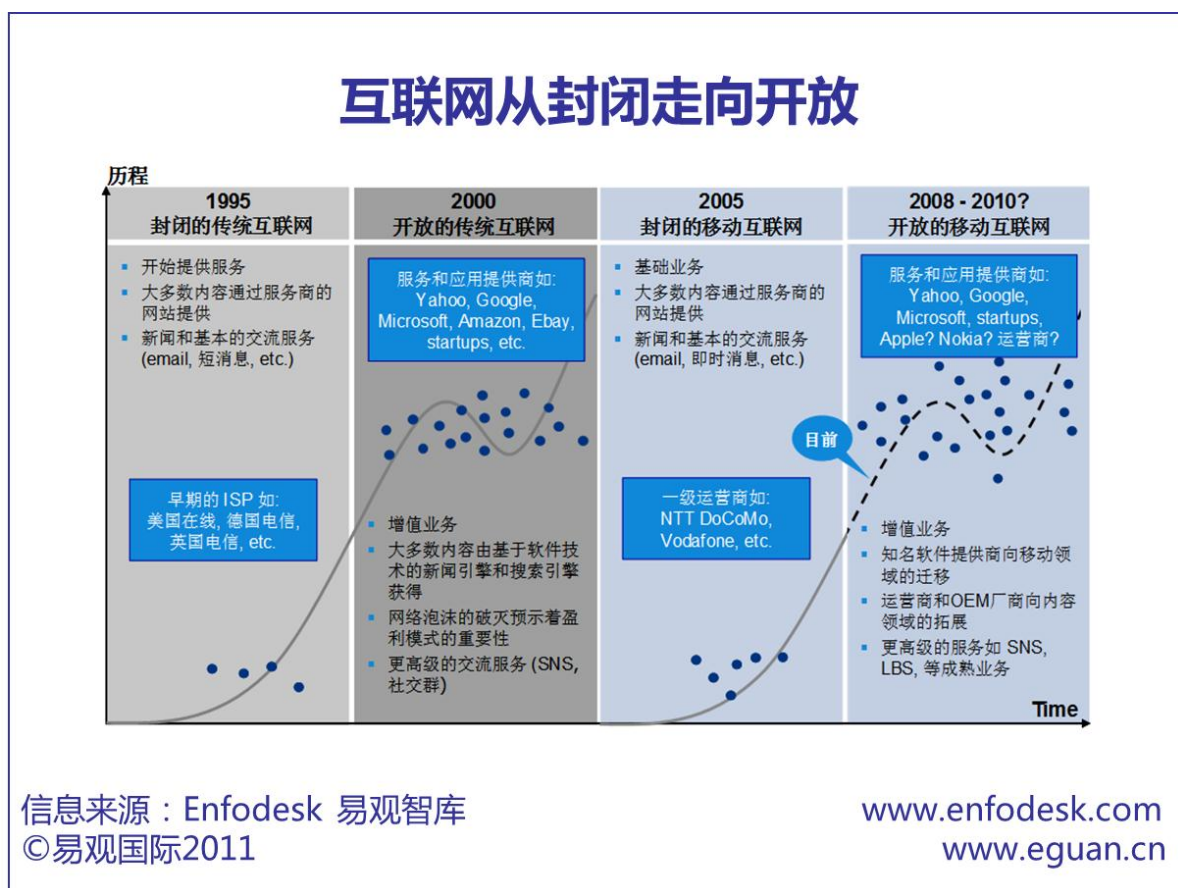 互联网从封闭走向开放
历程
1995
封闭的传统互联网
▪ 开始提供服务
▪ 大多数内容通过服务商的
网站提供
▪ 新闻和基本的交流服务
(email, 短消息, etc.)
早期的 ISP 如:
美国在线, 德国电信,
英国电信, etc.
2000
开放的传统互联网
服务和应用提供商如:
Yahoo, Google,
Microsoft, Amazon, Ebay,
startups, etc.
▪ 增值业务
▪ 大多数内容由基于软件技
术的新闻引擎和搜索引擎
获得
▪ 网络泡沫的破灭预示着盈
利模式的重要性
▪ 更高级的交流服务 (SNS,
社交群)
2005
封闭的移动互联网
▪ 基础业务
▪ 大多数内容通过服务商的
网站提供
▪ 新闻和基本的交流服务
(email, 即时消息, etc.)
一级运营商如:
NTT DoCoMo,
Vodafone, etc.
2008 - 2010?
开放的移动互联网
服务和应用提供商如:
Yahoo, Google,
Microsoft, startups,
Apple? Nokia? 运营商?
目前
▪ 增值业务
▪ 知名软件提供商向移动领
域的迁移
▪ 运营商和OEM厂商向内容
领域的拓展
▪ 更高级的服务如 SNS,
LBS, 等成熟业务
Time
信息来源：Enfodesk 易观智库
©易观国际2011
www.enfodesk.com
www.eguan.cn